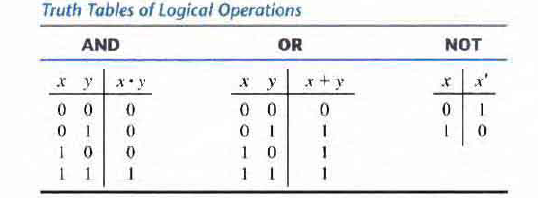 Truth Tables of Logical Operations
AND OR NOT
x y x · y x y x + y x x'
0 0 0 0 0 0 0 1
0 1 0 0 1 1 1 0
1 0 0 1 0 1
1 1 1 1 1 1